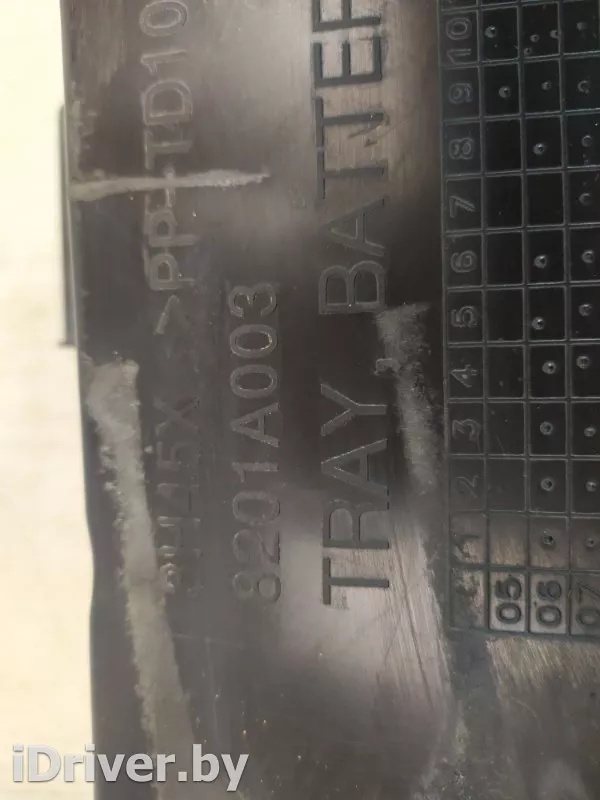 JH45X >PP-TD10
8201A003
TRAY BATTER
1 2 3 4 5 6 7 8 9 10
05
06
07
iDriver.by